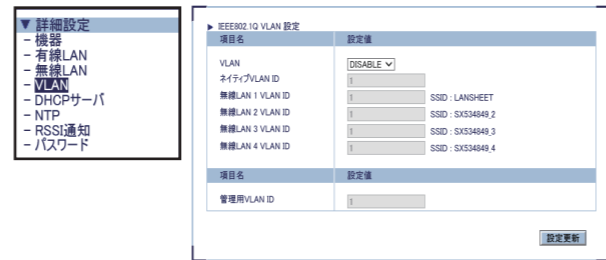 ▼ 詳細設定
- 機器
- 有線LAN
- 無線LAN
- VLAN
- DHCPサーバ
- NTP
- RSSI通知
- パスワード
▶ IEEE802.1Q VLAN 設定
項目名 設定値
VLAN DISABLE
ネイティブVLAN ID 1
無線LAN 1 VLAN ID 1 SSID : LANSHEET
無線LAN 2 VLAN ID 1 SSID : SX534849_2
無線LAN 3 VLAN ID 1 SSID : SX534849_3
無線LAN 4 VLAN ID 1 SSID : SX534849_4
項目名 設定値
管理用VLAN ID 1
設定更新